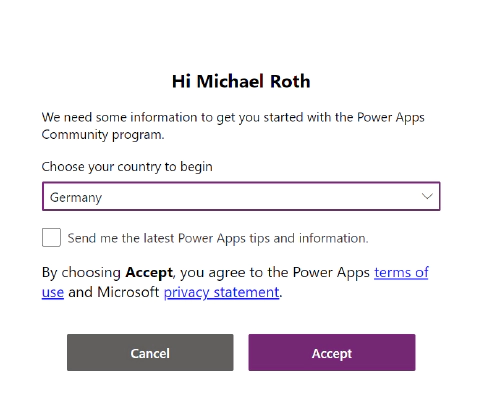 Hi Michael Roth
We need some information to get you started with the Power Apps
Community program.
Choose your country to begin
Germany
Send me the latest Power Apps tips and information.
By choosing Accept, you agree to the Power Apps terms of
use and Microsoft privacy statement.
Cancel
Accept